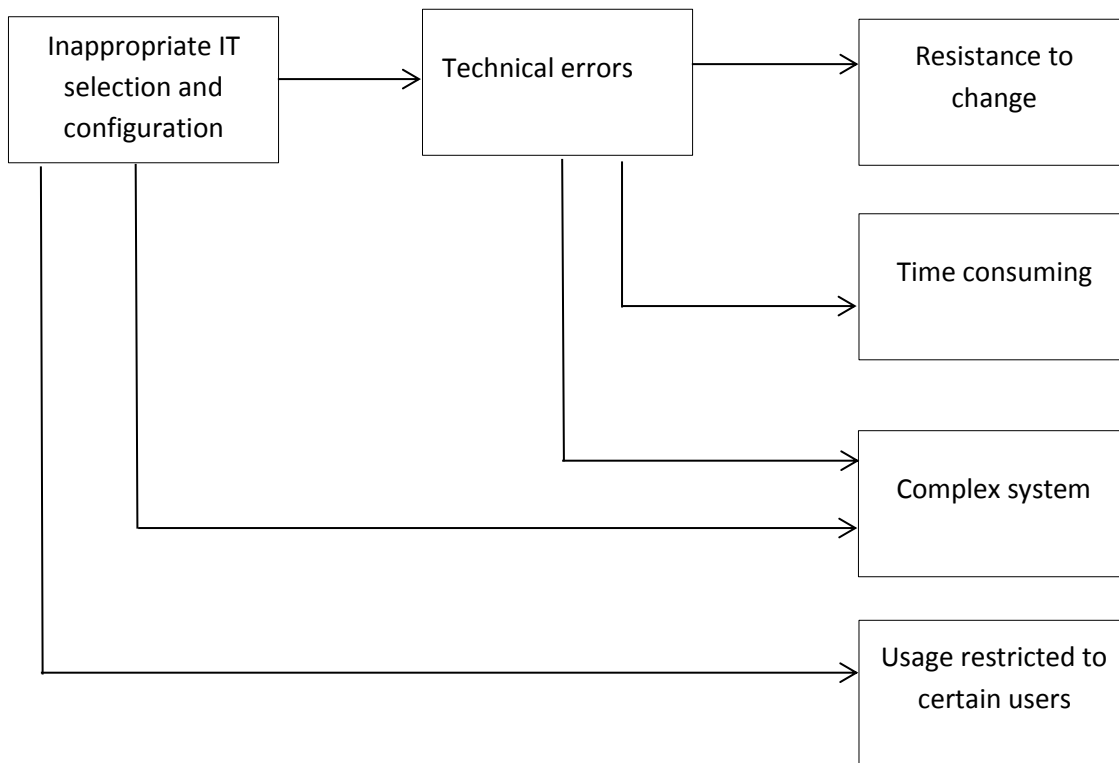 Inappropriate IT
selection and
configuration
Technical errors
Resistance to
change
Time consuming
Complex system
Usage restricted to
certain users